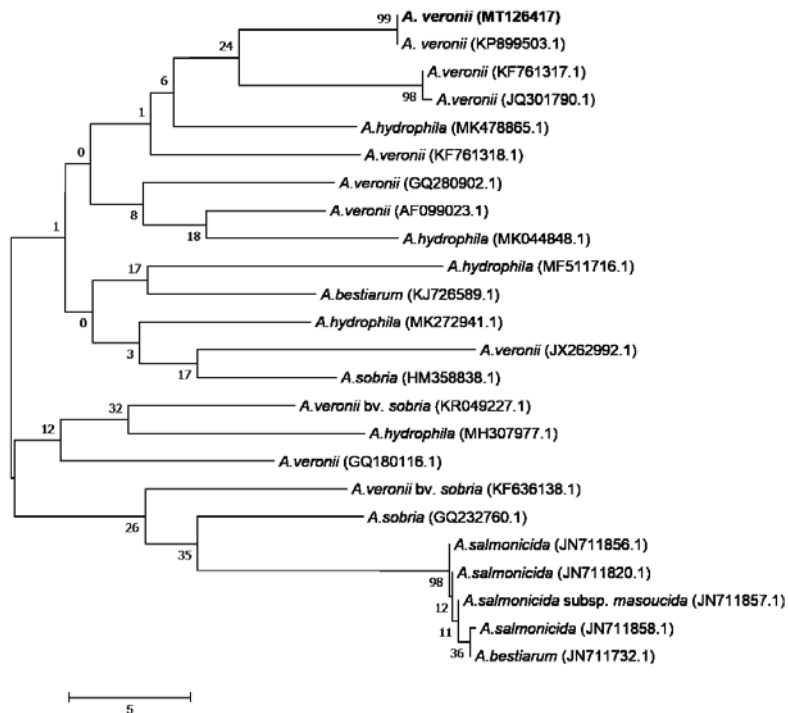 99 A. veronii (MT126417)
A. veronii (KP899503.1)
24
A.veronii (KF761317.1)
6
98 A.veronii (JQ301790.1)
1
A.hydrophila (MK478865.1)
0
A.veronii (KF761318.1)
A.veronii (GQ280902.1)
8
A.veronii (AF099023.1)
1
18
A.hydrophila (MK044848.1)
17
A.hydrophila (MF511716.1)
A.bestiarum (KJ726589.1)
0
A.hydrophila (MK272941.1)
3
A.veronii (JX262992.1)
17
A.sobria (HM358838.1)
32
A.veronii bv. sobria (KR049227.1)
12
A.hydrophila (MH307977.1)
A.veronii (GQ180116.1)
A.veronii bv. sobria (KF636138.1)
26
A.sobria (GQ232760.1)
35
A.salmonicida (JN711856.1)
98
A.salmonicida (JN711820.1)
12
A.salmonicida subsp. masoucida (JN711857.1)
11
A.salmonicida (JN711858.1)
36
A.bestiarum (JN711732.1)
5